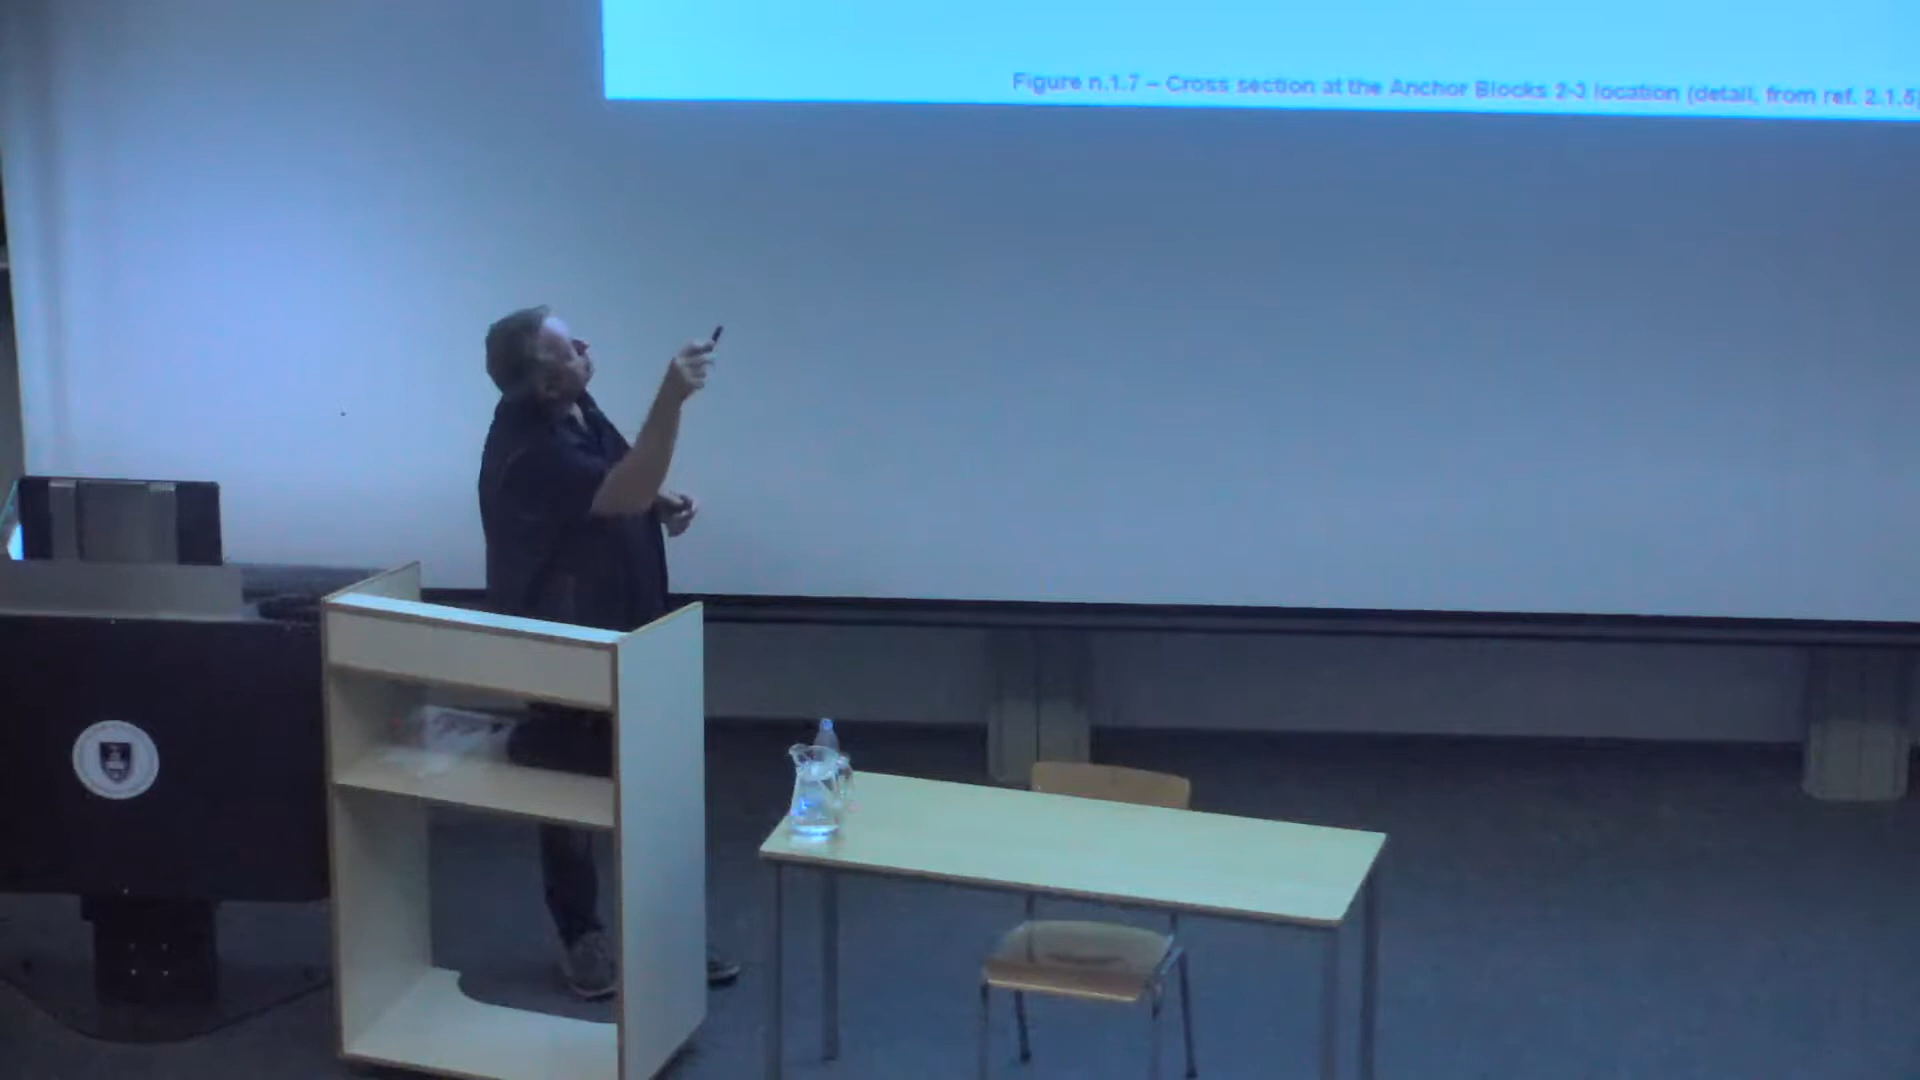 Figure n.1.7 – Cross section at the Anchor Blocks 2-3 location (detail, from ref. 2.1.5)